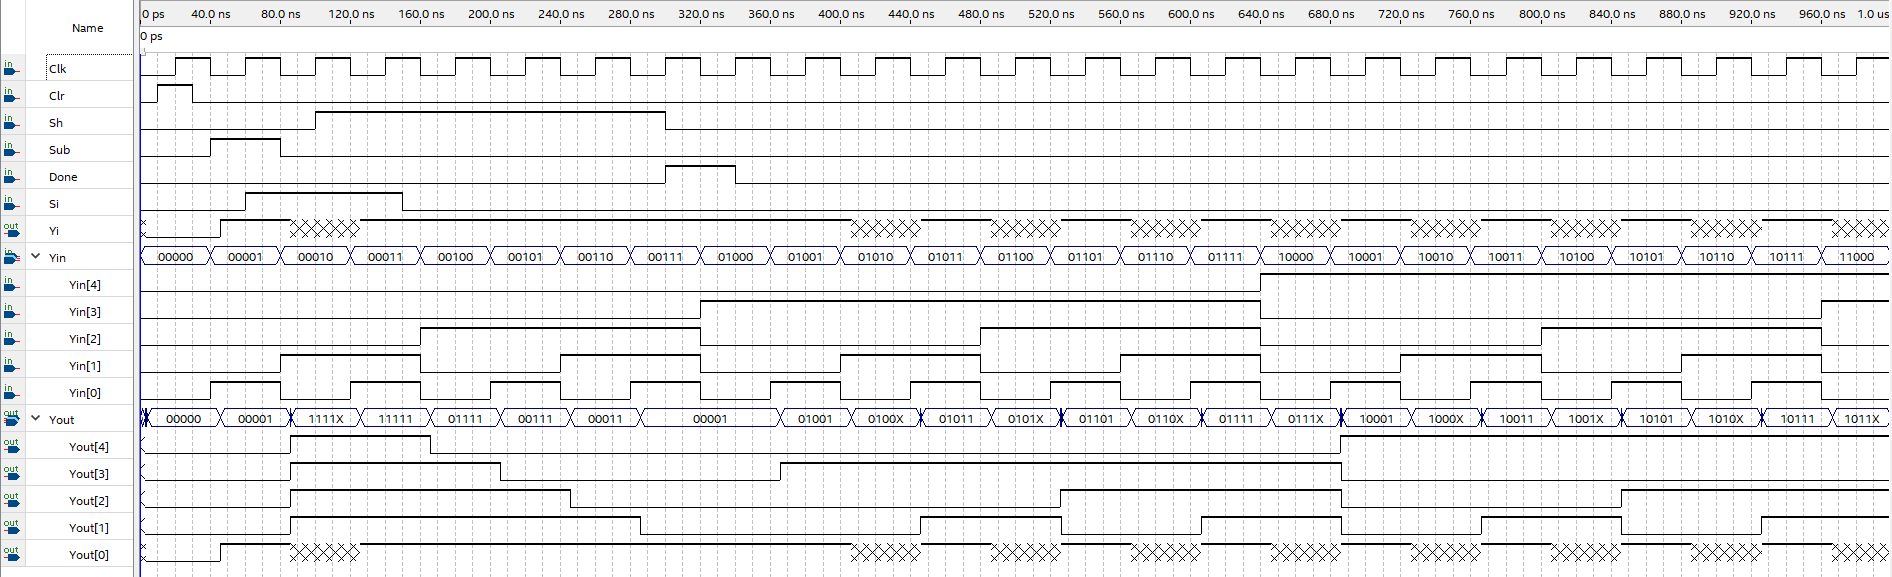 Name
0 ps 40.0 ns 80.0 ns 120.0 ns 160.0 ns 200.0 ns 240.0 ns 280.0 ns 320.0 ns 360.0 ns 400.0 ns 440.0 ns 480.0 ns 520.0 ns 560.0 ns 600.0 ns 640.0 ns 680.0 ns 720.0 ns 760.0 ns 800.0 ns 840.0 ns 880.0 ns 920.0 ns 960.0 ns 1.0 us
0 ps
in Clk
in Clr
in Sh
in Sub
in Done
in Si
out Yi
in Yin 00000 00001 00010 00011 00100 00101 00110 00111 01000 01001 01010 01011 01100 01101 01110 01111 10000 10001 10010 10011 10100 10101 10110 10111 11000
in Yin[4]
in Yin[3]
in Yin[2]
in Yin[1]
in Yin[0]
out Yout 00000 00001 1111X 11111 01111 00111 00011 00001 01001 0100X 01011 0101X 01101 0110X 01111 0111X 10001 1000X 10011 1001X 10101 1010X 10111 1011X
out Yout[4]
out Yout[3]
out Yout[2]
out Yout[1]
out Yout[0]